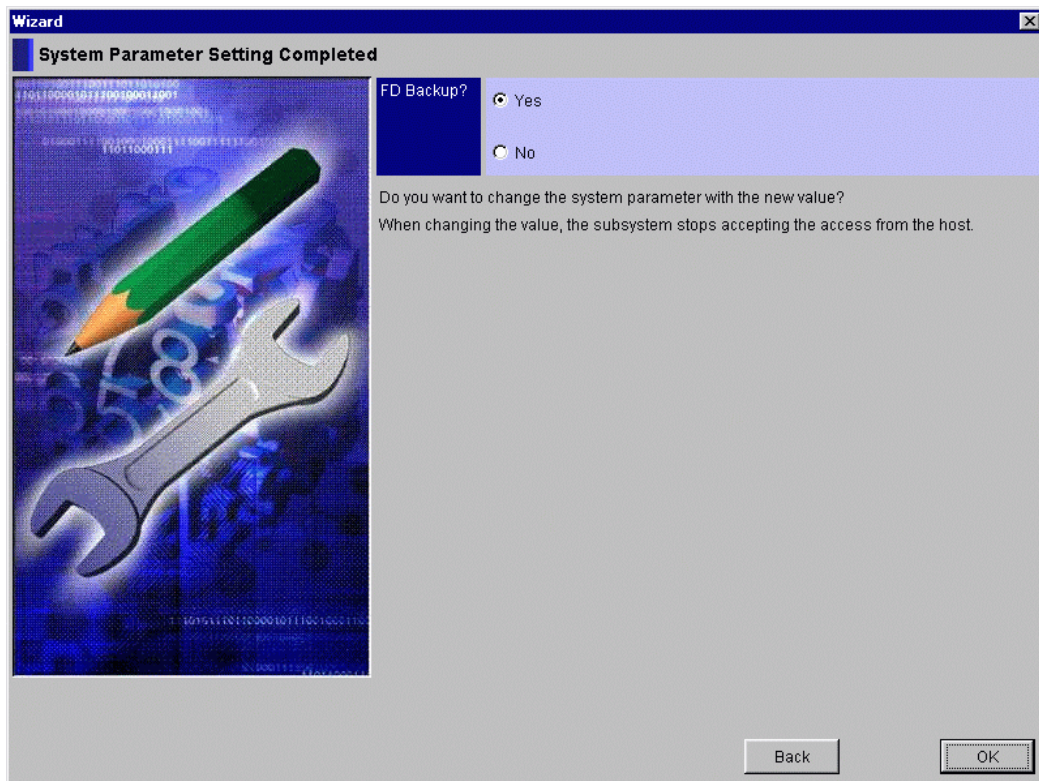 Wizard
System Parameter Setting Completed
FD Backup?
Yes
No
Do you want to change the system parameter with the new value?
When changing the value, the subsystem stops accepting the access from the host.
11011000111
Back
OK